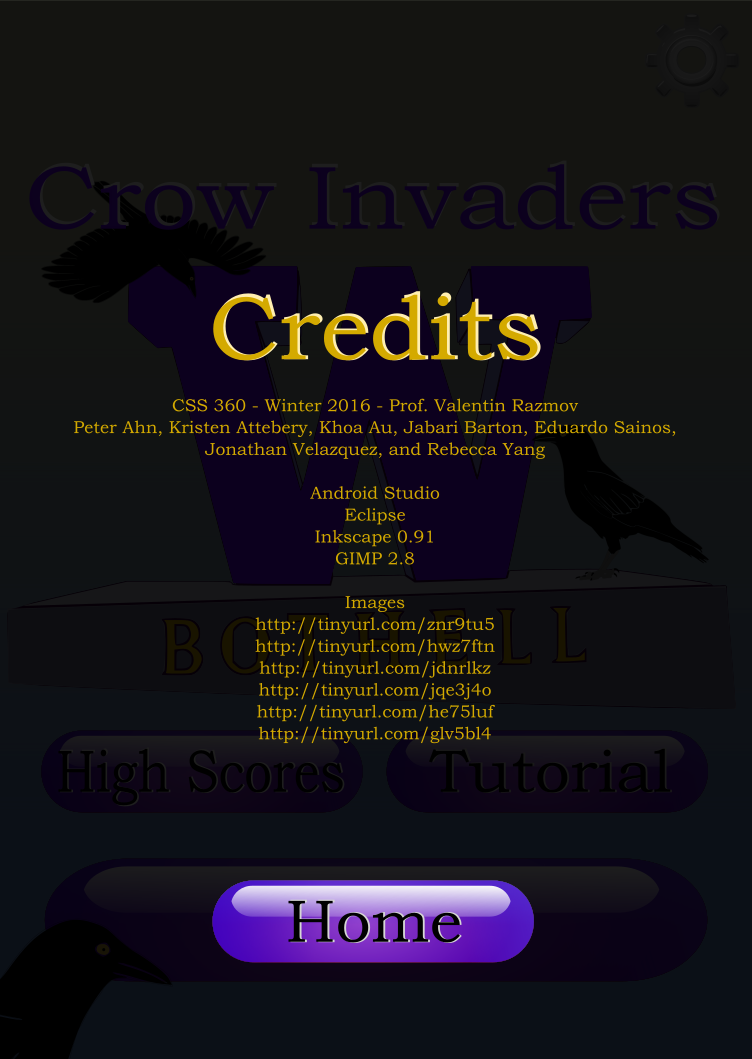 Crow Invaders
Credits
CSS 360 - Winter 2016 - Prof. Valentin Razmov
Peter Ahn, Kristen Attebery, Khoa Au, Jabari Barton, Eduardo Sainos,
Jonathan Velazquez, and Rebecca Yang
Android Studio
Eclipse
Inkscape 0.91
GIMP 2.8
Images
http://tinyurl.com/znr9tu5
http://tinyurl.com/hwz7ftn
http://tinyurl.com/jdnrlkz
http://tinyurl.com/jqe3j4o
http://tinyurl.com/he75luf
http://tinyurl.com/glv5bl4
W
BOTHELL
High Scores
Tutorial
Home